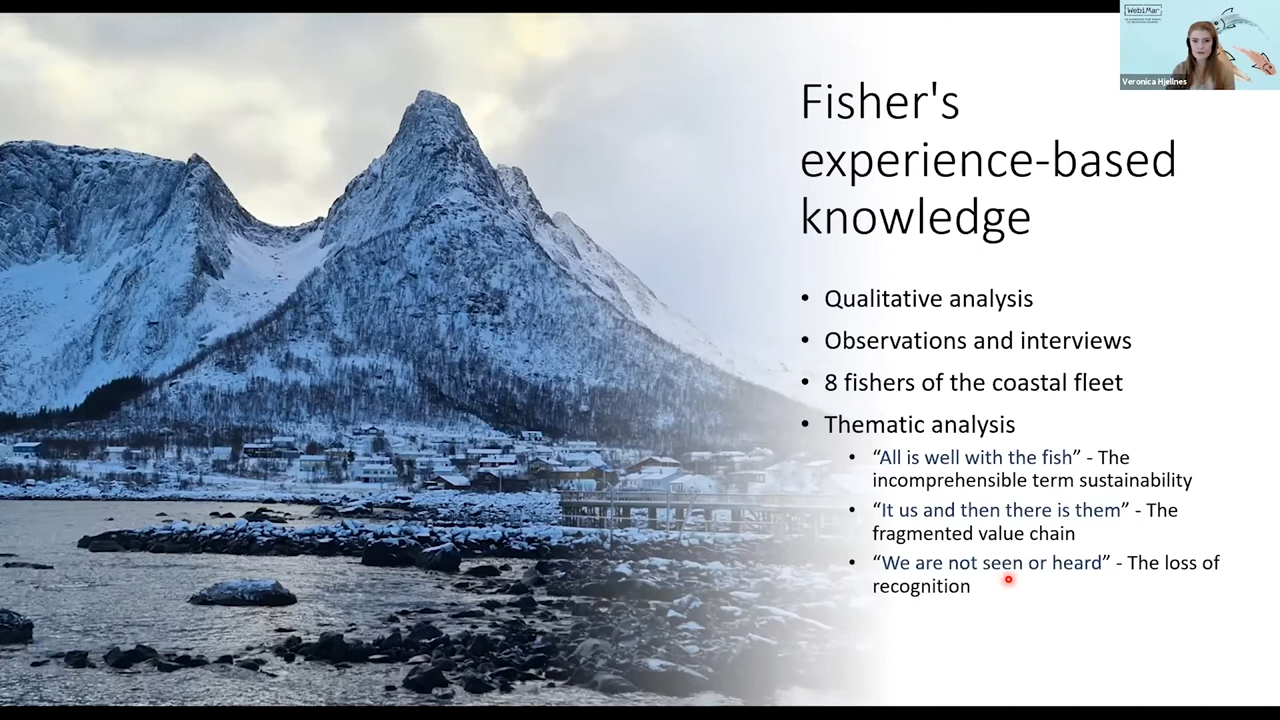 WebiMar
Veronica Hjellnes
Fisher's
experience-based
knowledge
• Qualitative analysis
• Observations and interviews
• 8 fishers of the coastal fleet
• Thematic analysis
• “All is well with the fish” - The
incomprehensible term sustainability
• “It us and then there is them” - The
fragmented value chain
• “We are not seen or heard” - The loss of
recognition